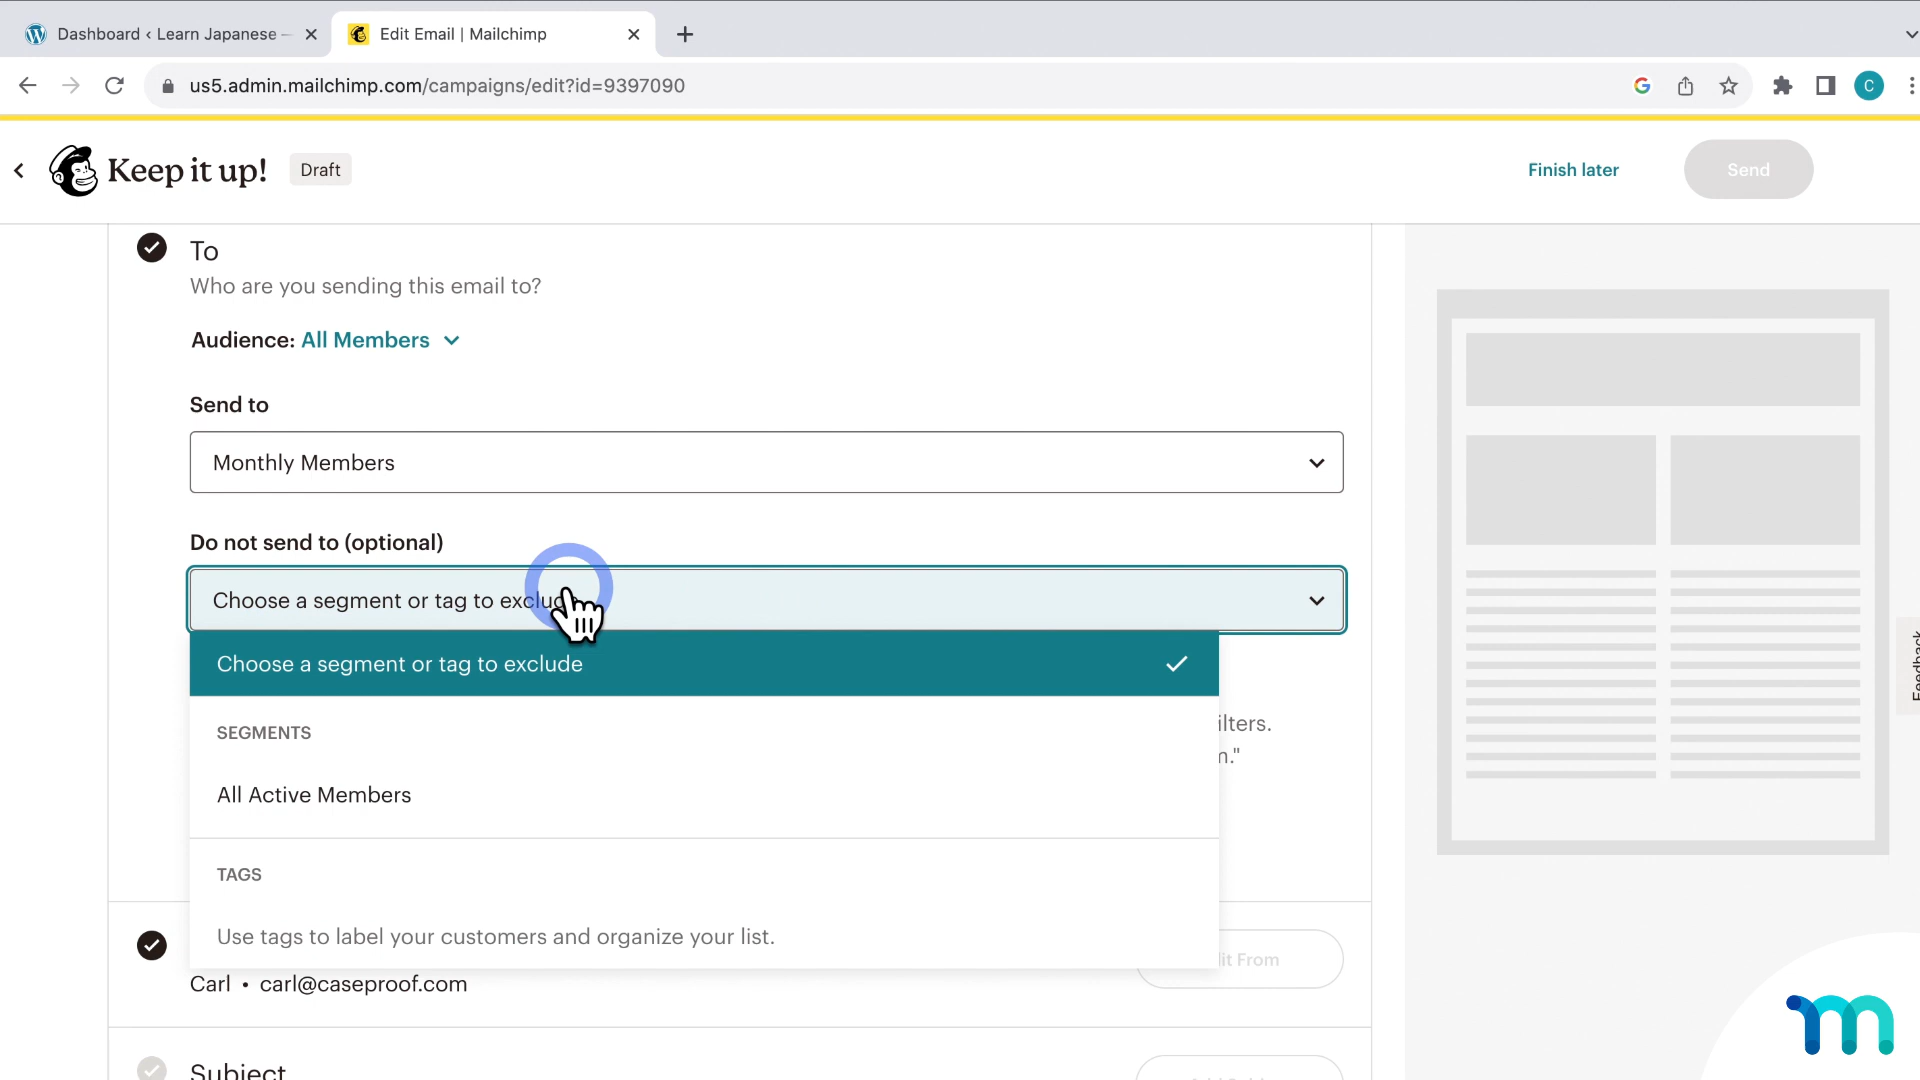 Dashboard ‹ Learn Japanese —
Edit Email | Mailchimp
us5.admin.mailchimp.com/campaigns/edit?id=9397090
C
Keep it up!
Draft
Finish later
Send
To
Who are you sending this email to?
Audience: All Members
Send to
Monthly Members
Do not send to (optional)
Choose a segment or tag to exclude
Choose a segment or tag to exclude
SEGMENTS
ilters.
m."
All Active Members
TAGS
Use tags to label your customers and organize your list.
it From
Carl • carl@caseproof.com
Subject
Feedback